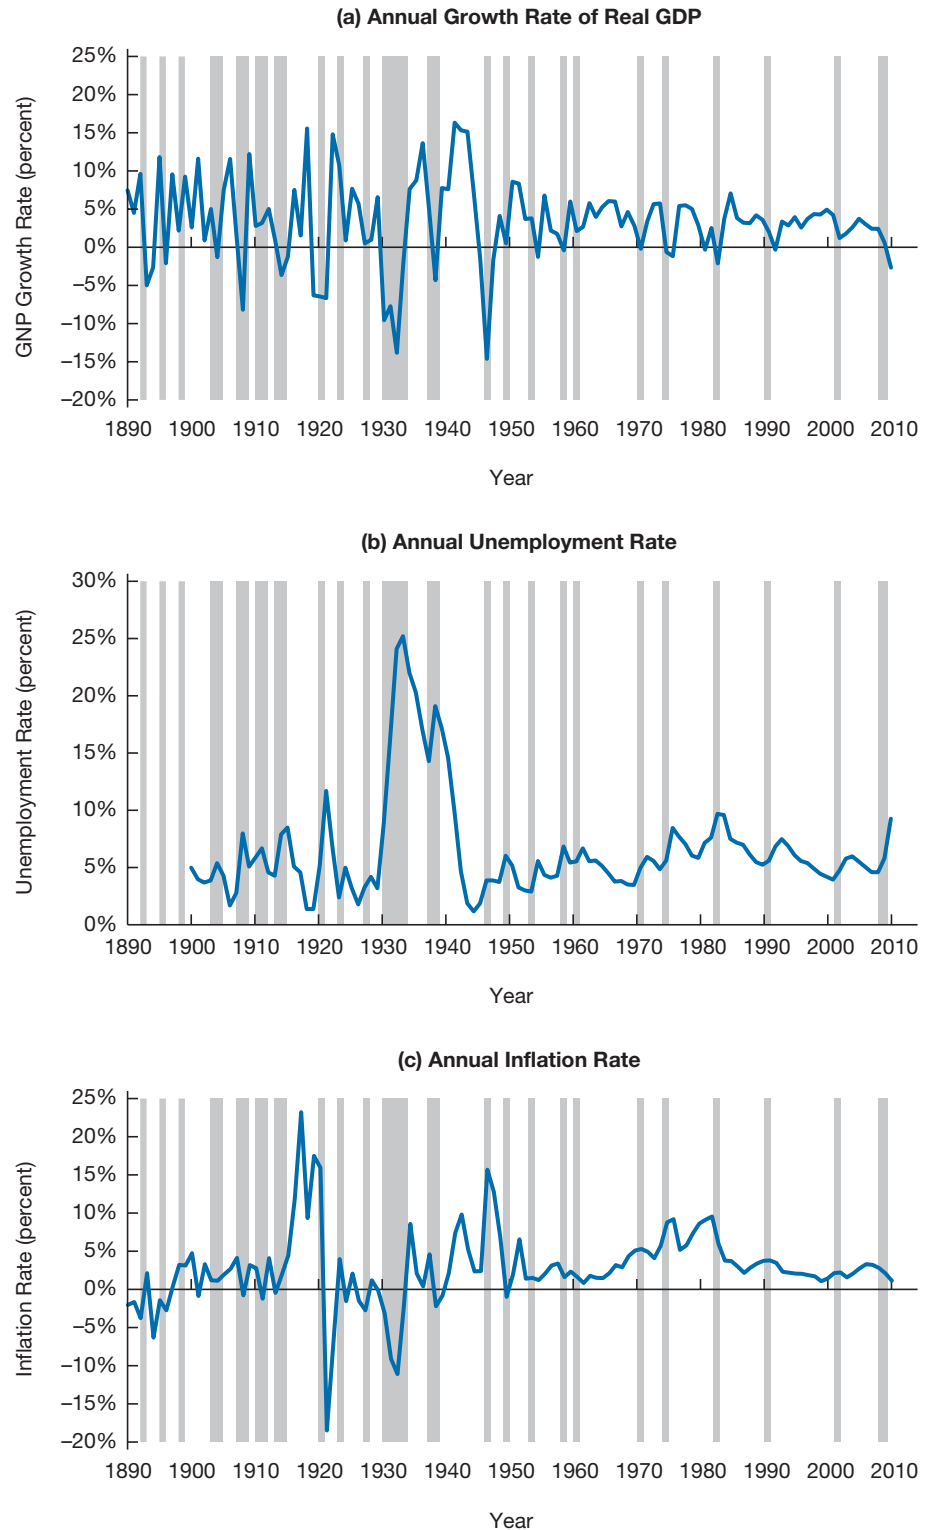 (a) Annual Growth Rate of Real GDP
GNP Growth Rate (percent)
25%
20%
15%
10%
5%
0%
–5%
–10%
–15%
–20%
1890 1900 1910 1920 1930 1940 1950 1960 1970 1980 1990 2000 2010
Year
(b) Annual Unemployment Rate
Unemployment Rate (percent)
30%
25%
20%
15%
10%
5%
0%
1890 1900 1910 1920 1930 1940 1950 1960 1970 1980 1990 2000 2010
Year
(c) Annual Inflation Rate
Inflation Rate (percent)
25%
20%
15%
10%
5%
0%
–5%
–10%
–15%
–20%
1890 1900 1910 1920 1930 1940 1950 1960 1970 1980 1990 2000 2010
Year